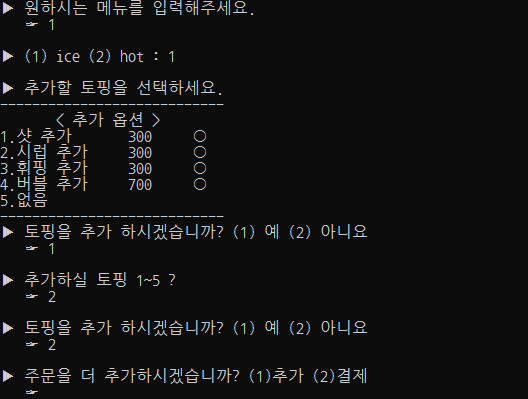 ▶ 원하시는 메뉴를 입력해주세요.
☛ 1
▶ (1) ice (2) hot : 1
▶ 추가할 토핑을 선택하세요.
----------------------------
< 추가 옵션 >
1.샷 추가 300 ○
2.시럽 추가 300 ○
3.휘핑 추가 300 ○
4.버블 추가 700 ○
5.없음
----------------------------
▶ 토핑을 추가 하시겠습니까? (1) 예 (2) 아니요
☛ 1
▶ 추가하실 토핑 1~5 ?
☛ 2
▶ 토핑을 추가 하시겠습니까? (1) 예 (2) 아니요
☛ 2
▶ 주문을 더 추가하시겠습니까? (1)추가 (2)결제
☛